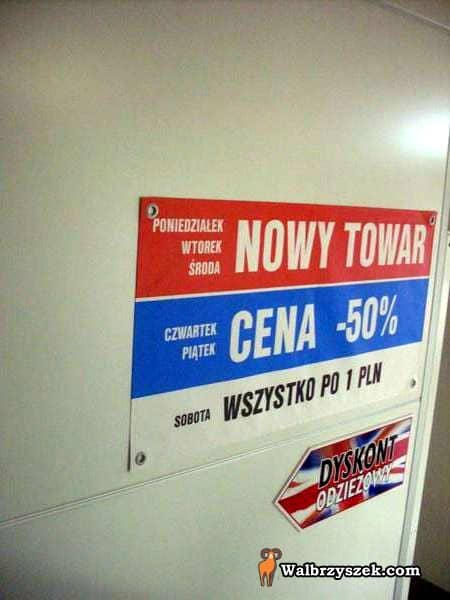 PONIEDZIAŁEK
WTOREK
ŚRODA
NOWY TOWAR
CZWARTEK
PIĄTEK
CENA -50%
SOBOTA WSZYSTKO PO 1 PLN
DYSKONT
ODZIEŻOWY
Walbrzyszek.com